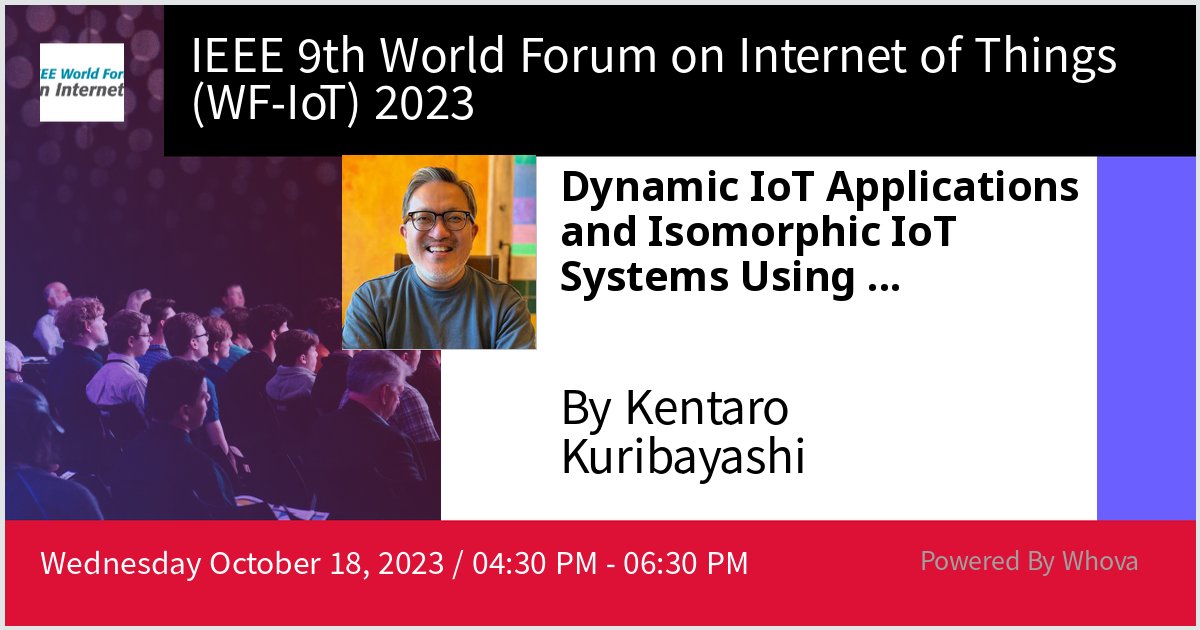 EE World For
n Internet
IEEE 9th World Forum on Internet of Things
(WF-IoT) 2023
Dynamic IoT Applications
and Isomorphic IoT
Systems Using ...
By Kentaro
Kuribayashi
Wednesday October 18, 2023 / 04:30 PM - 06:30 PM
Powered By Whova